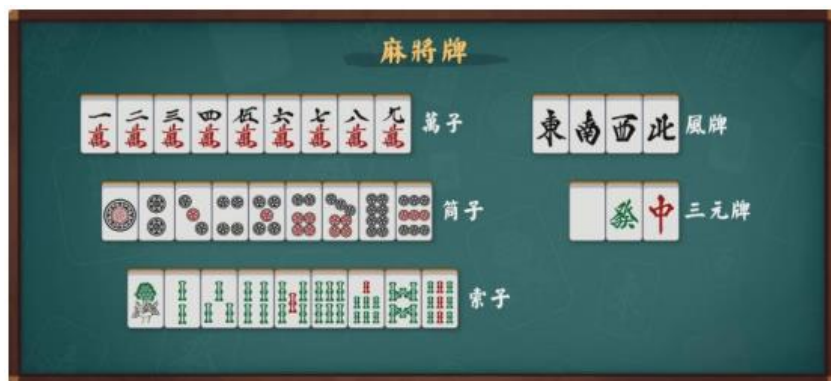 麻將牌
一二三四伍六七八九 萬子
萬萬萬萬萬萬萬萬萬
東南西北 風牌
筒子
發中 三元牌
索子